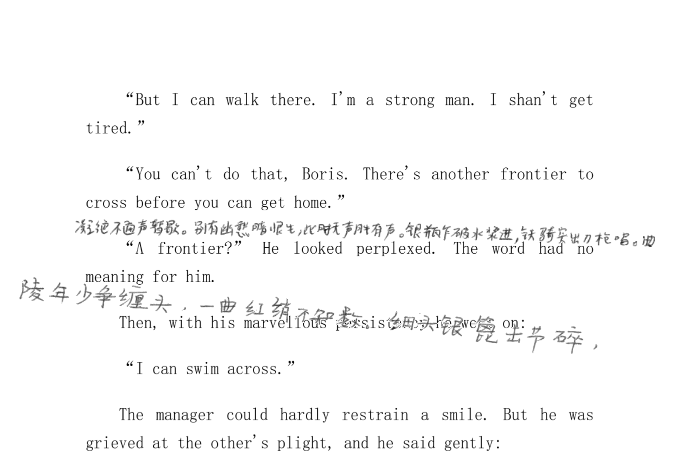 “But I can walk there. I'm a strong man. I shan't get
tired.”
“You can't do that, Boris. There's another frontier to
cross before you can get home.”
凝绝不通声暂歇。别有幽愁暗恨生,此时无声胜有声。银瓶乍破水浆迸,铁骑突出刀枪鸣。曲
“A frontier?” He looked perplexed. The word had no
meaning for him.
陵年少争缠头,一曲红绡不知数。钿头银篦击节碎,
Then, with his marvellous persistence he went on:
“I can swim across.”
The manager could hardly restrain a smile. But he was
grieved at the other's plight, and he said gently: